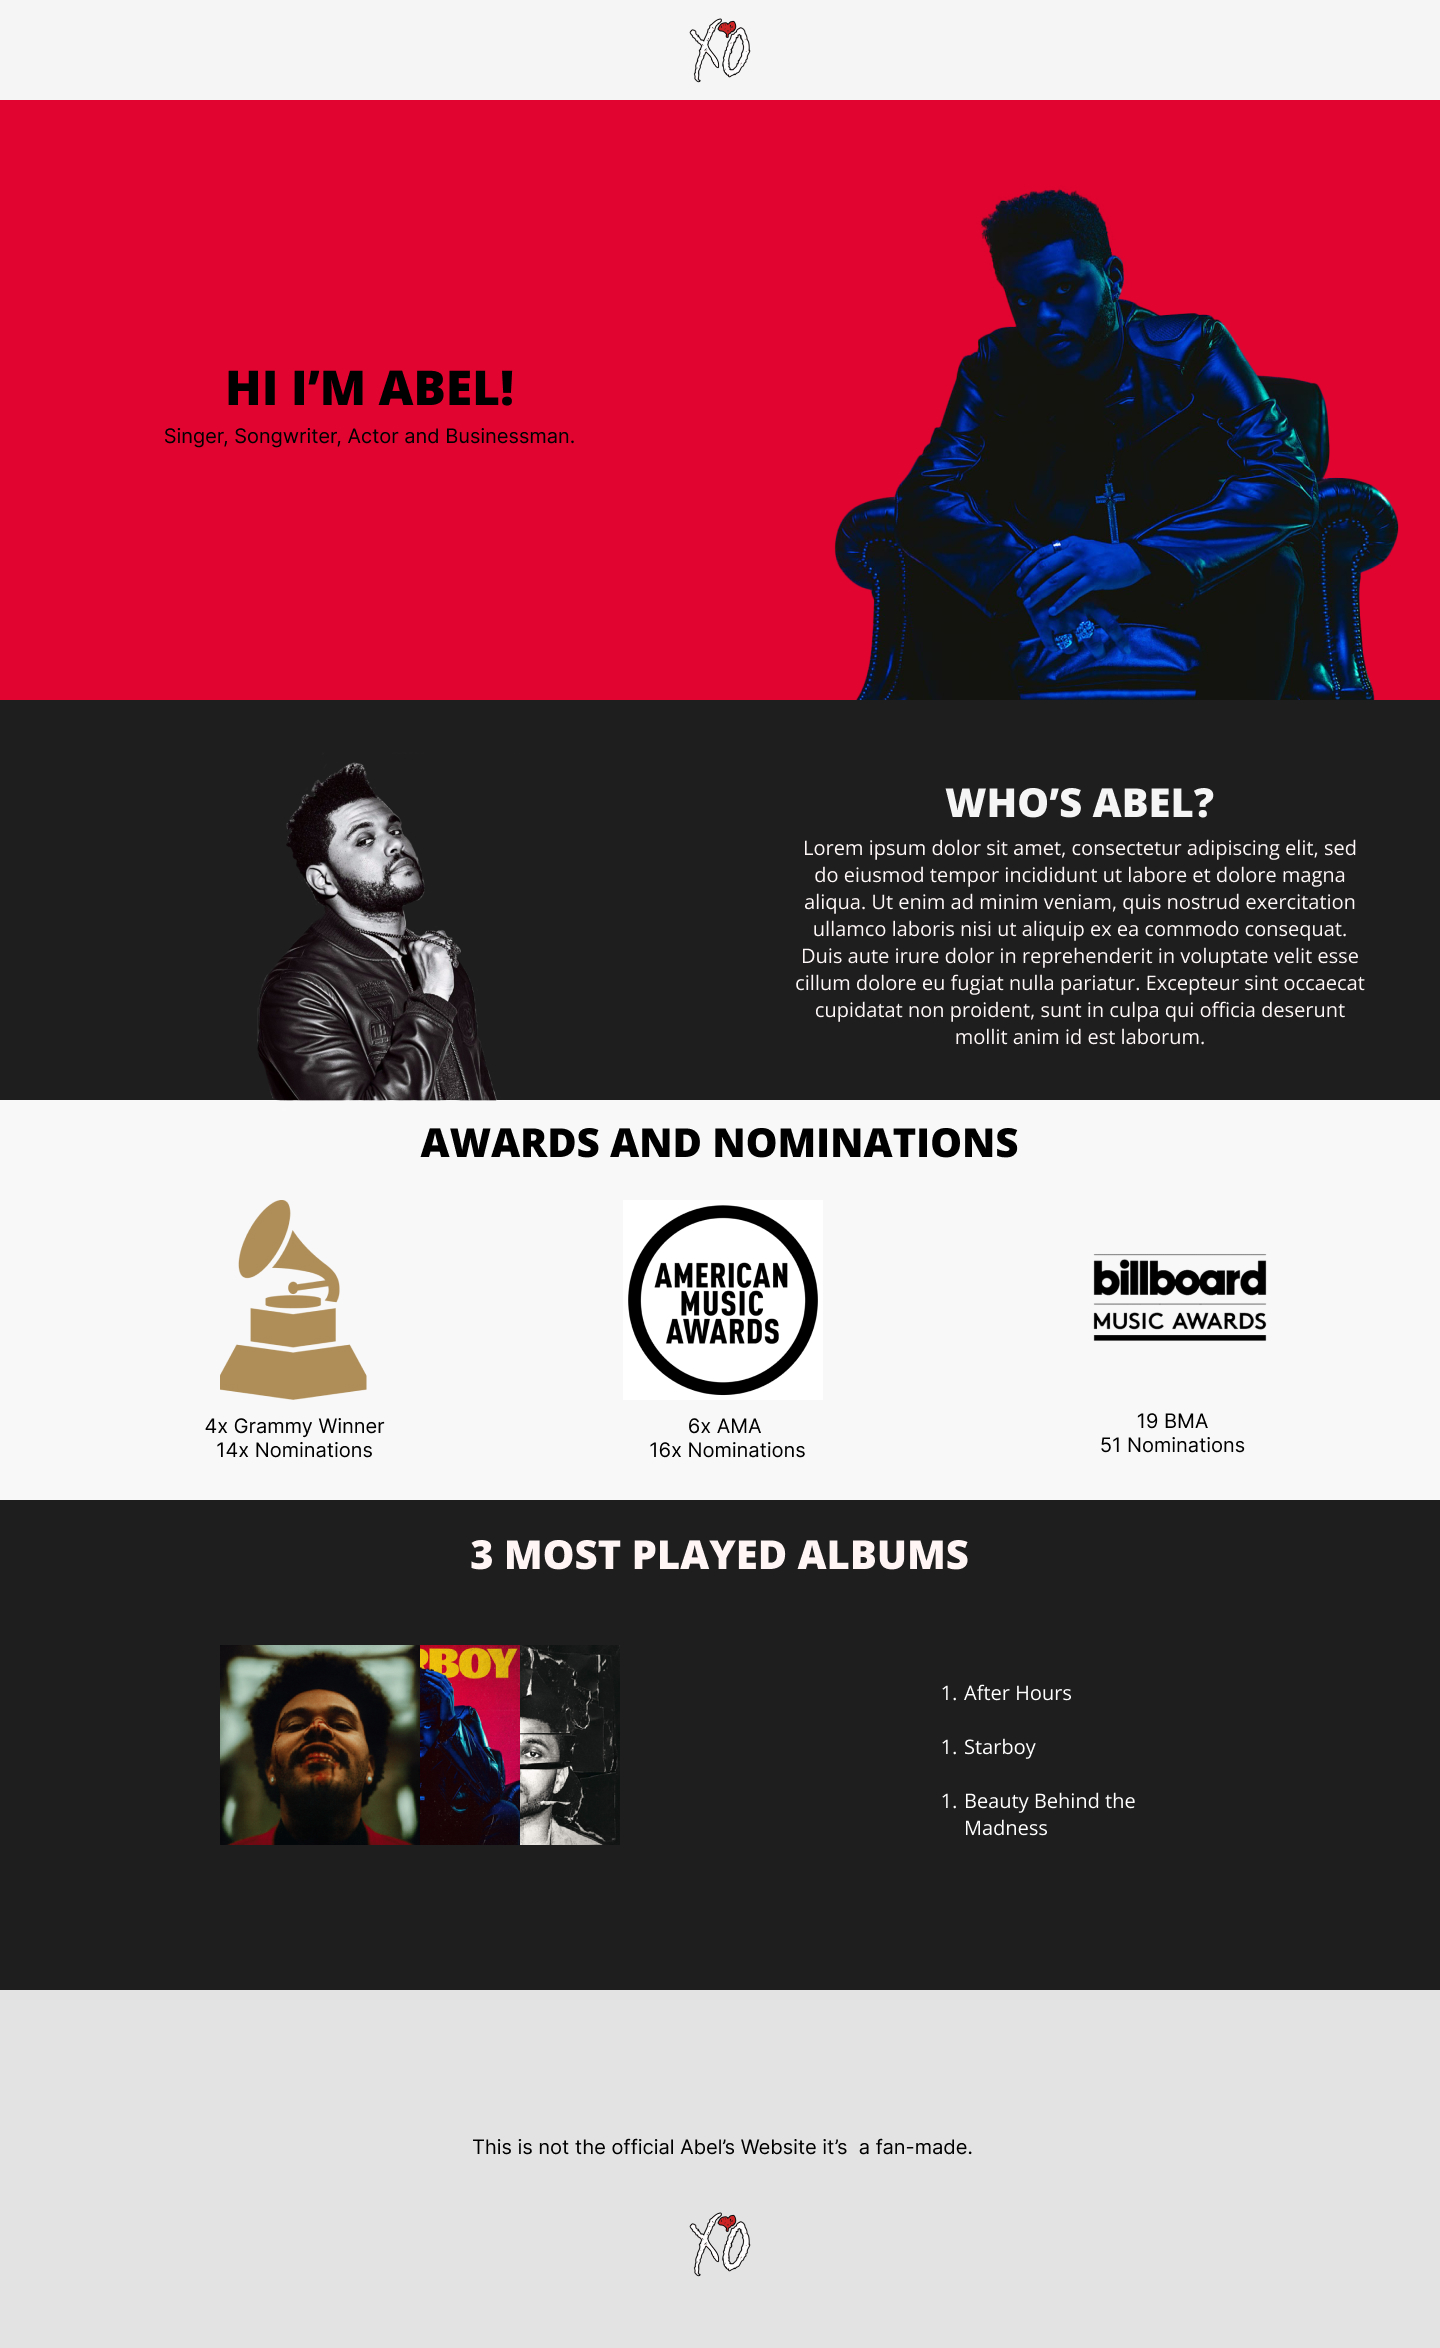 XO
HI I’M ABEL!
Singer, Songwriter, Actor and Businessman.
WHO’S ABEL?
Lorem ipsum dolor sit amet, consectetur adipiscing elit, sed
do eiusmod tempor incididunt ut labore et dolore magna
aliqua. Ut enim ad minim veniam, quis nostrud exercitation
ullamco laboris nisi ut aliquip ex ea commodo consequat.
Duis aute irure dolor in reprehenderit in voluptate velit esse
cillum dolore eu fugiat nulla pariatur. Excepteur sint occaecat
cupidatat non proident, sunt in culpa qui officia deserunt
mollit anim id est laborum.
AWARDS AND NOMINATIONS
AMERICAN
MUSIC
AWARDS
billboard
MUSIC AWARDS
4x Grammy Winner
14x Nominations
6x AMA
16x Nominations
19 BMA
51 Nominations
3 MOST PLAYED ALBUMS
RBOY
1. After Hours
1. Starboy
1. Beauty Behind the
Madness
This is not the official Abel’s Website it’s  a fan-made.
XO